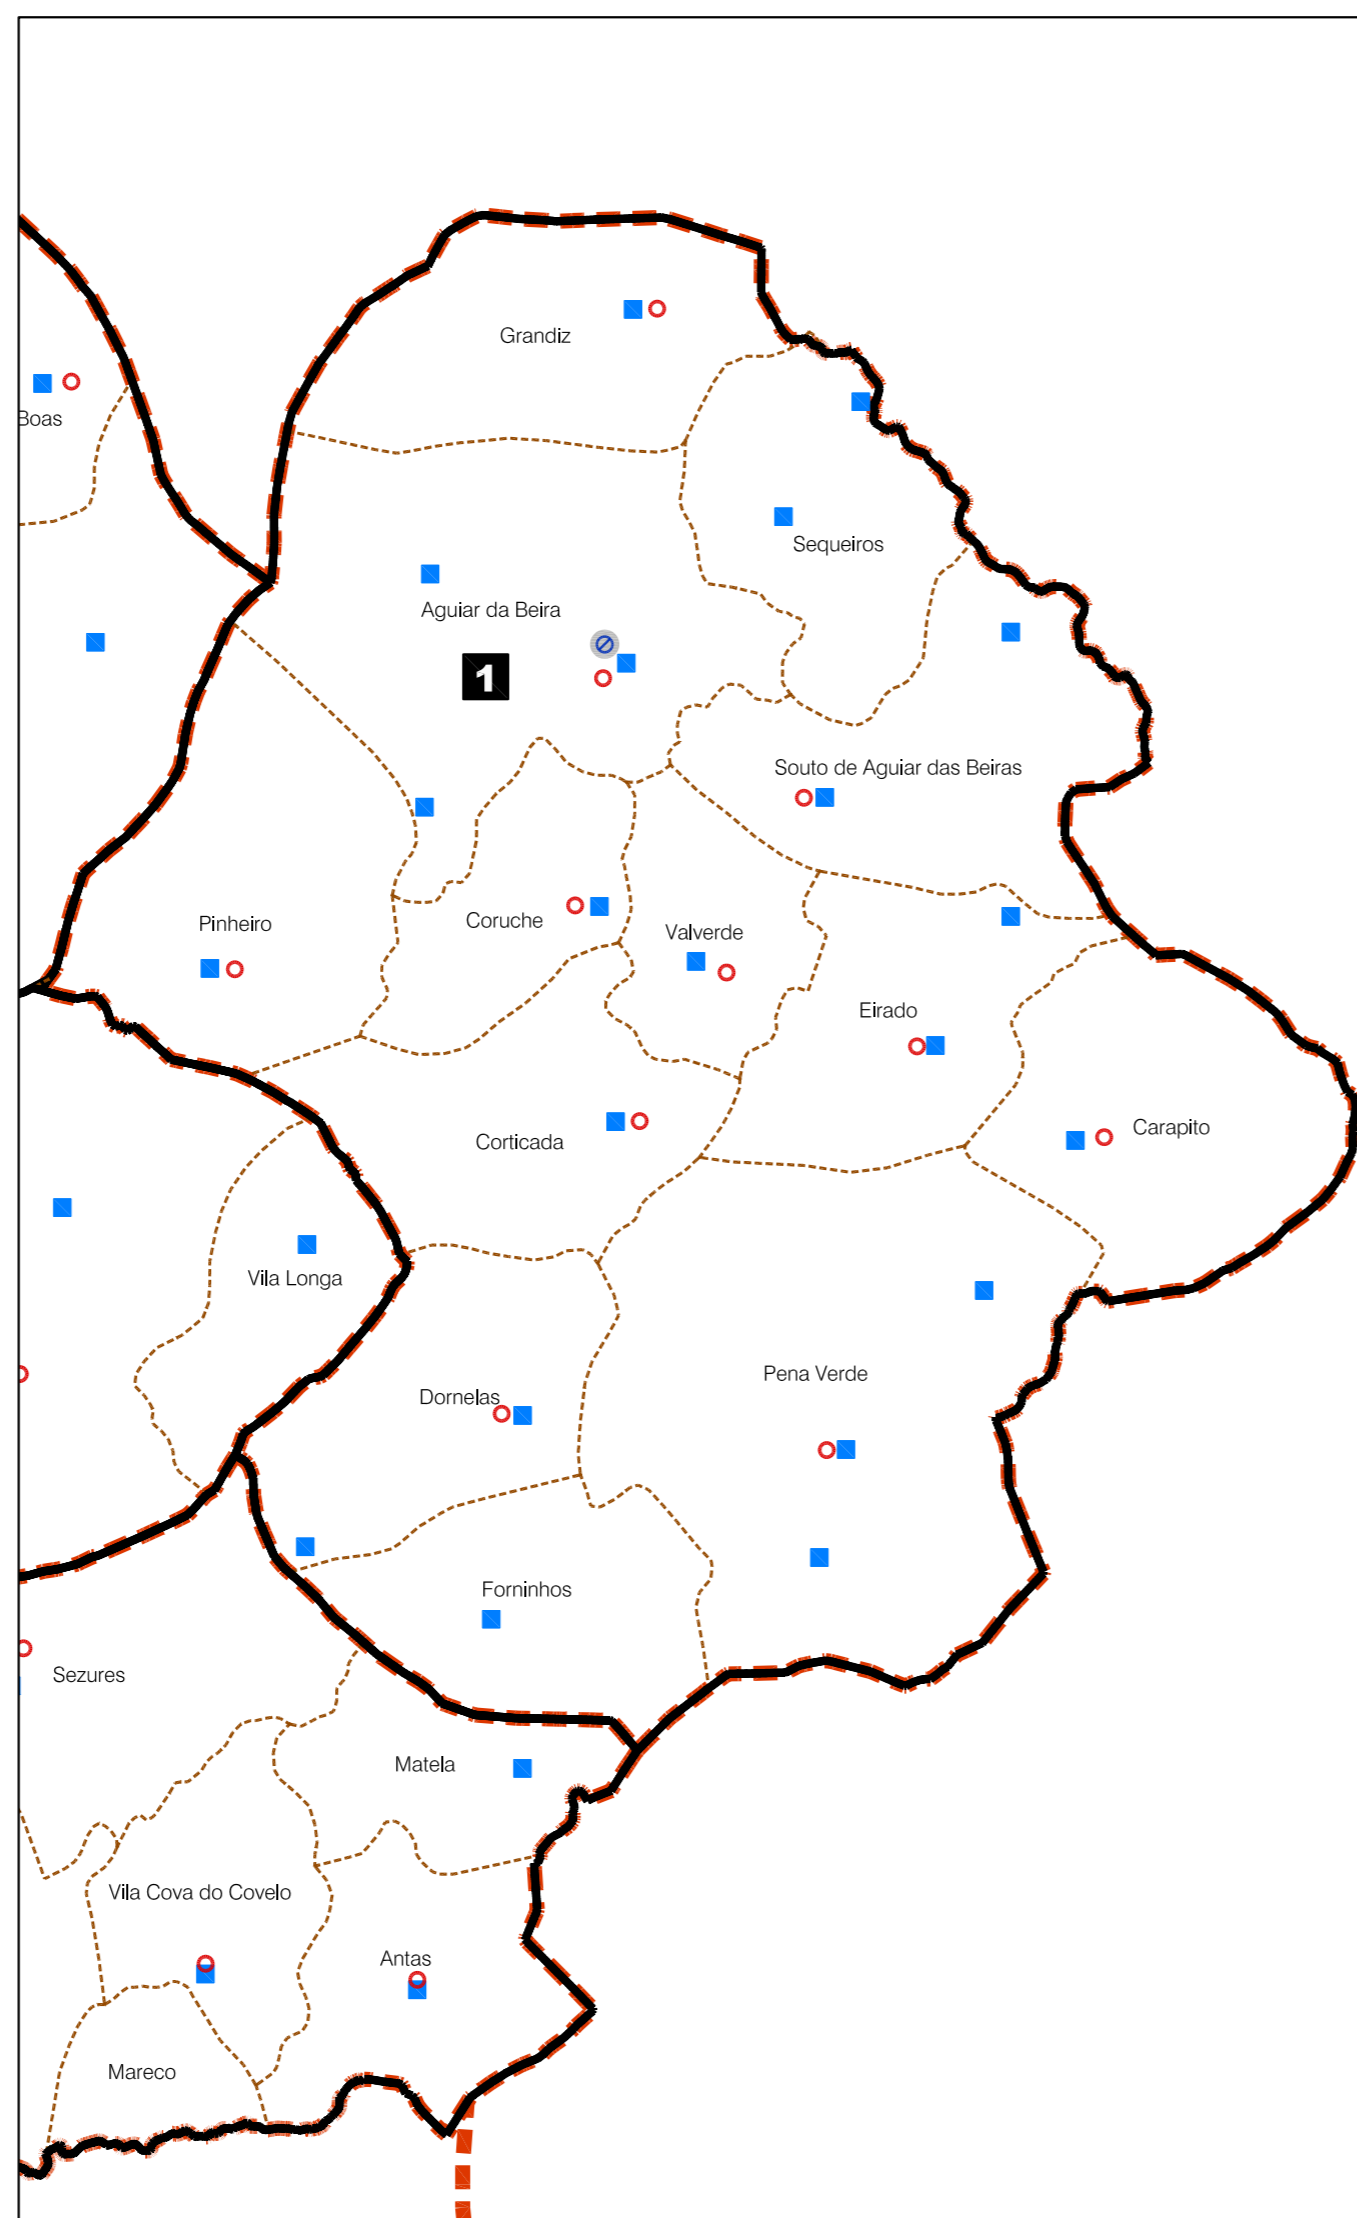 Grandiz
Boas
Sequeiros
Aguiar da Beira
1
Souto de Aguiar das Beiras
Pinheiro
Coruche
Valverde
Eirado
Carapito
Corticada
Vila Longa
Pena Verde
Dornelas
Forninhos
Sezures
Matela
Vila Cova do Covelo
Antas
Mareco